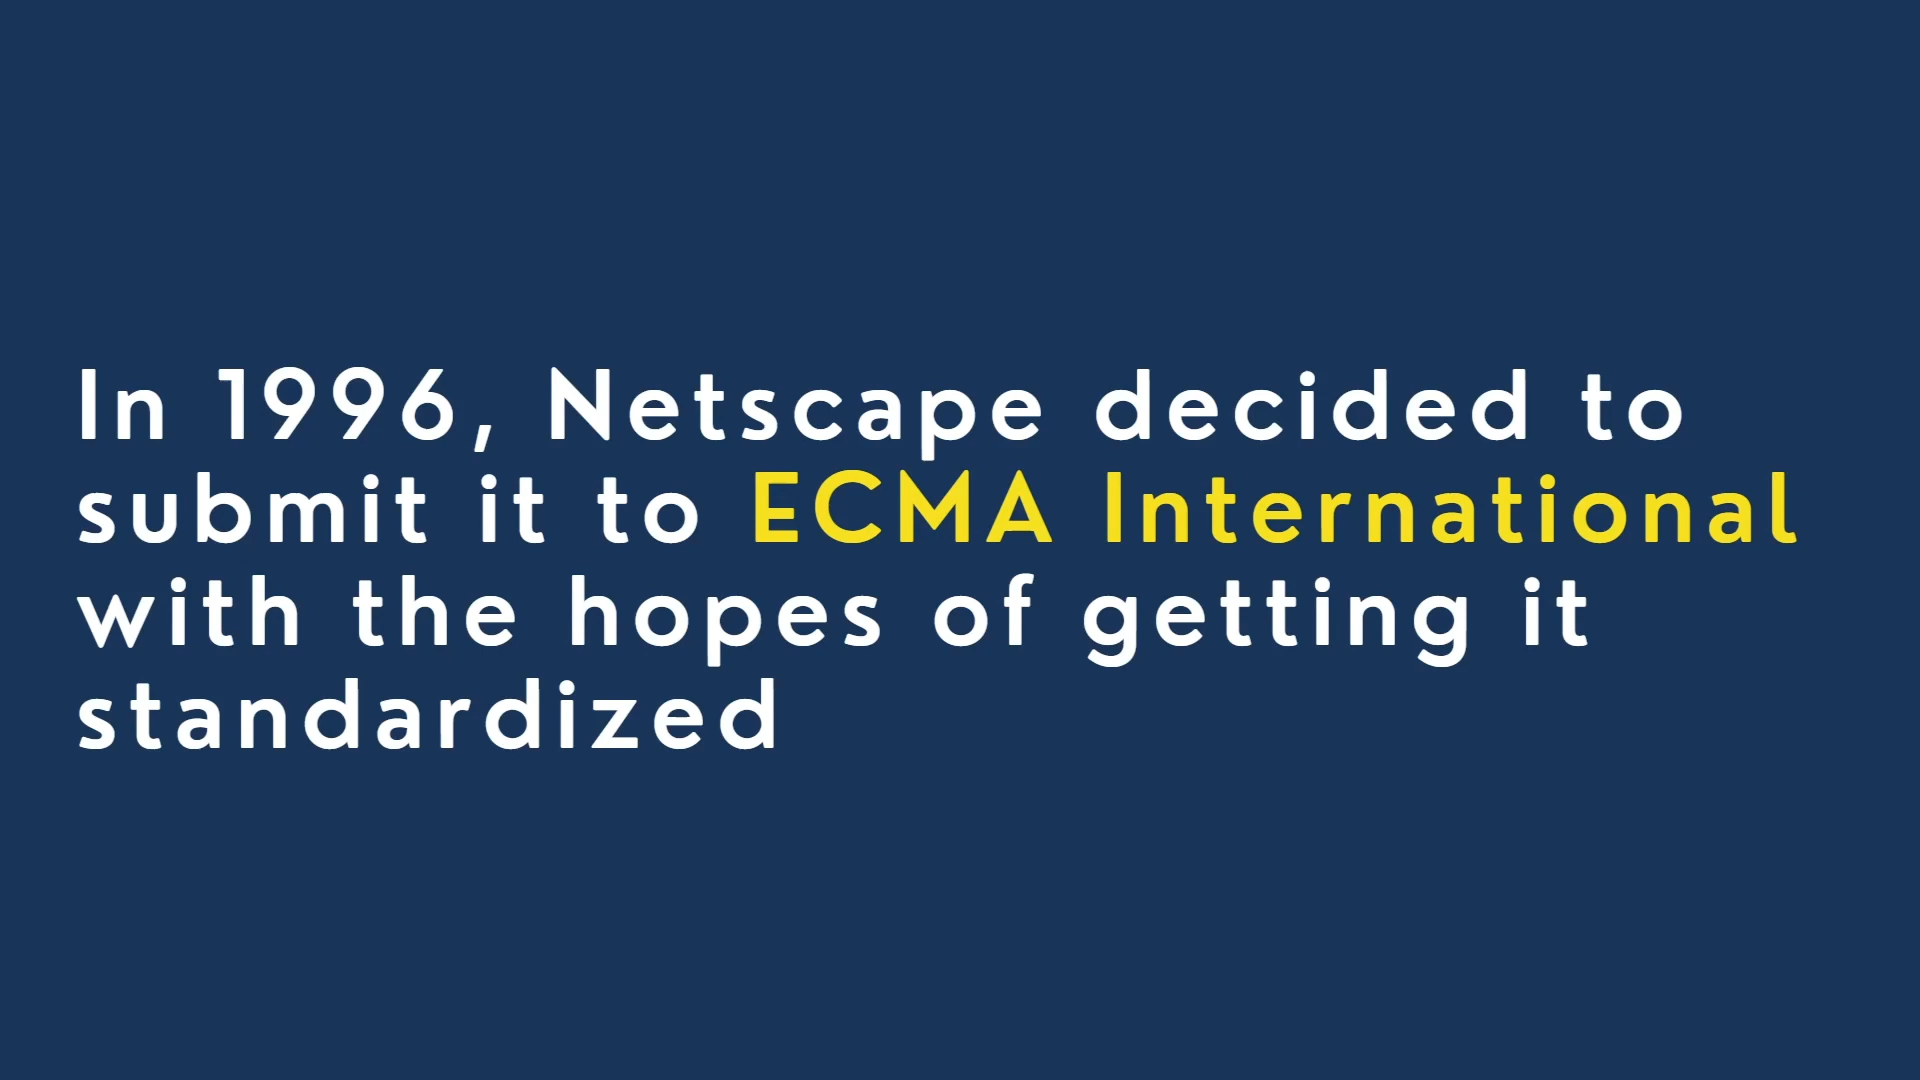 In 1996, Netscape decided to
submit it to ECMA International
with the hopes of getting it
standardized